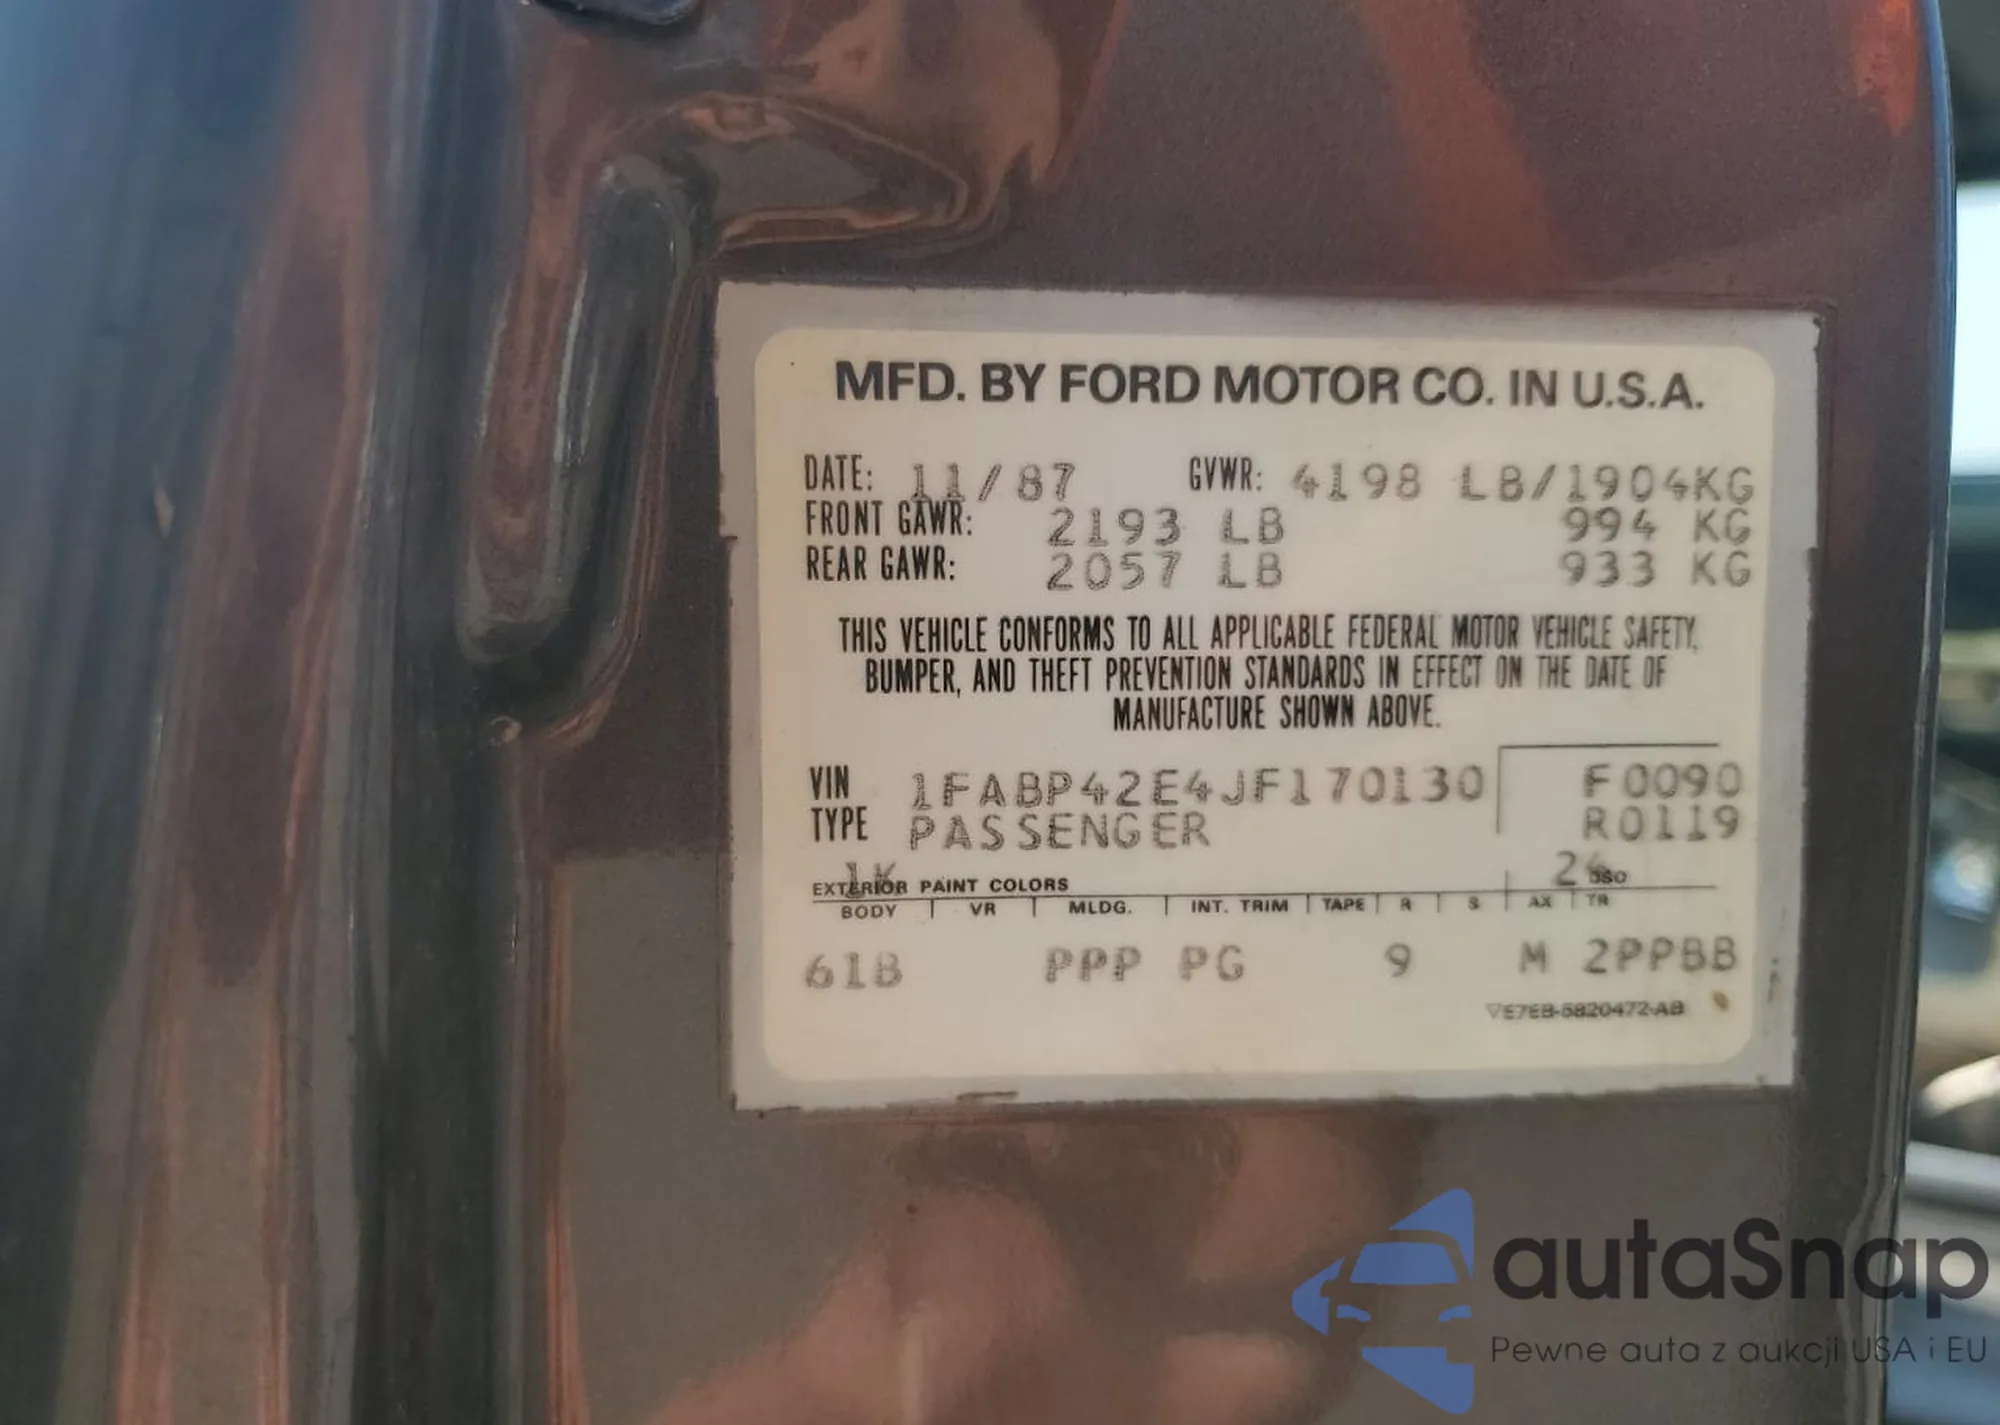 MFD. BY FORD MOTOR CO. IN U.S.A.
DATE: 11/87 GVWR: 4198 LB/1904KG
FRONT GAWR: 2193 LB 994 KG
REAR GAWR: 2057 LB 933 KG
THIS VEHICLE CONFORMS TO ALL APPLICABLE FEDERAL MOTOR VEHICLE SAFETY,
BUMPER, AND THEFT PREVENTION STANDARDS IN EFFECT ON THE DATE OF
MANUFACTURE SHOWN ABOVE.
VIN 1FABP42E4JF170130 F0090
TYPE PASSENGER R0119
1K
EXTERIOR PAINT COLORS DSO
BODY VR MLDG. INT. TRIM TAPE R S AX TR
61B PPP PG 9 M 2PPBB
▽E7EB-5820472-AB
autaSnap
Pewne auta z aukcji USA i EU